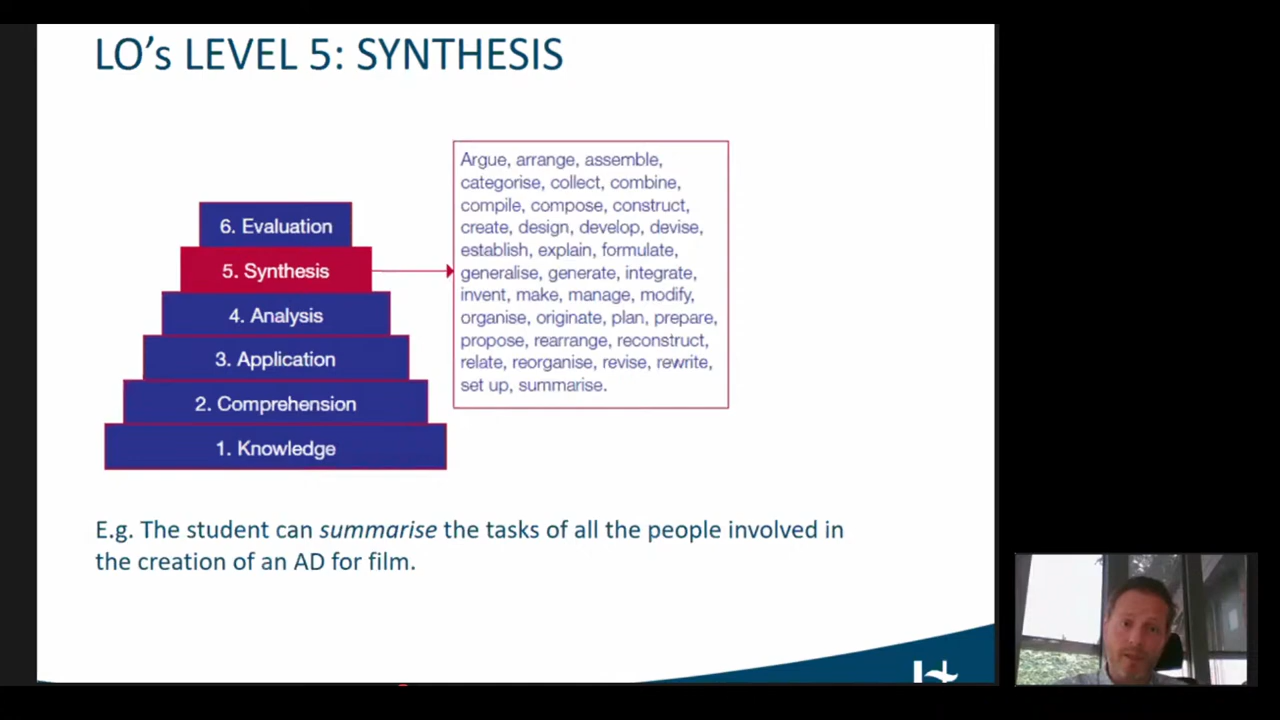 LO’s LEVEL 5: SYNTHESIS
Argue, arrange, assemble,
categorise, collect, combine,
compile, compose, construct,
create, design, develop, devise,
establish, explain, formulate,
generalise, generate, integrate,
invent, make, manage, modify,
organise, originate, plan, prepare,
propose, rearrange, reconstruct,
relate, reorganise, revise, rewrite,
set up, summarise.
6. Evaluation
5. Synthesis
4. Analysis
3. Application
2. Comprehension
1. Knowledge
E.g. The student can summarise the tasks of all the people involved in
the creation of an AD for film.